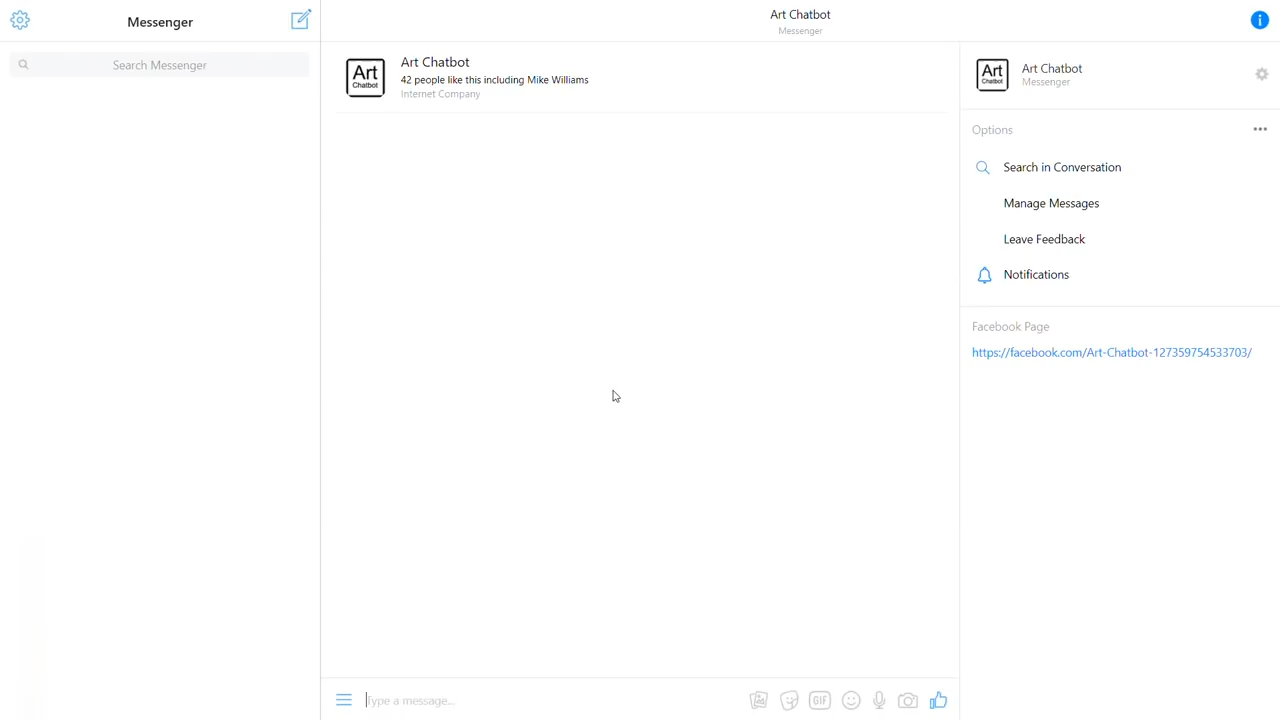 Messenger
Search Messenger
Art Chatbot
Messenger
Art
Chatbot
Art Chatbot
42 people like this including Mike Williams
Internet Company
Type a message...
GIF
Art
Chatbot
Art Chatbot
Messenger
Options
Search in Conversation
Manage Messages
Leave Feedback
Notifications
Facebook Page
https://facebook.com/Art-Chatbot-127359754533703/